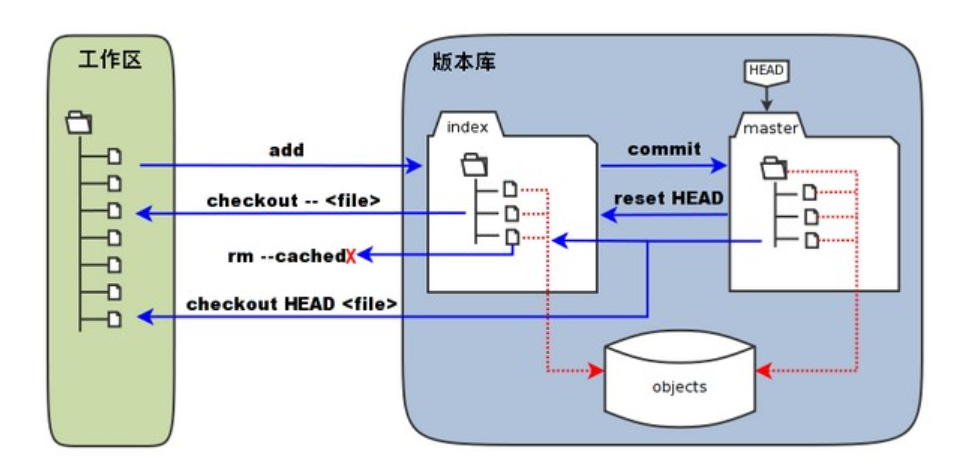 工作区
版本库
HEAD
index
master
add
commit
checkout -- <file>
reset HEAD
rm --cached
X
checkout HEAD <file>
objects